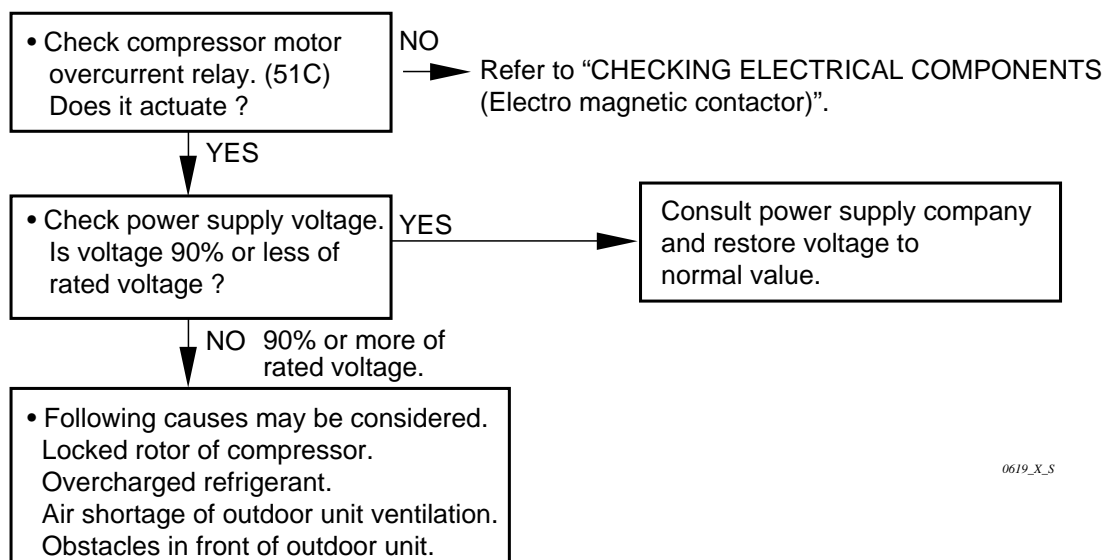 • Check compressor motor
overcurrent relay. (51C)
Does it actuate ?
NO
Refer to “CHECKING ELECTRICAL COMPONENTS
(Electro magnetic contactor)”.
YES
• Check power supply voltage.
Is voltage 90% or less of
rated voltage ?
YES
Consult power supply company
and restore voltage to
normal value.
NO 90% or more of
rated voltage.
• Following causes may be considered.
Locked rotor of compressor.
Overcharged refrigerant.
Air shortage of outdoor unit ventilation.
Obstacles in front of outdoor unit.
0619_X_S